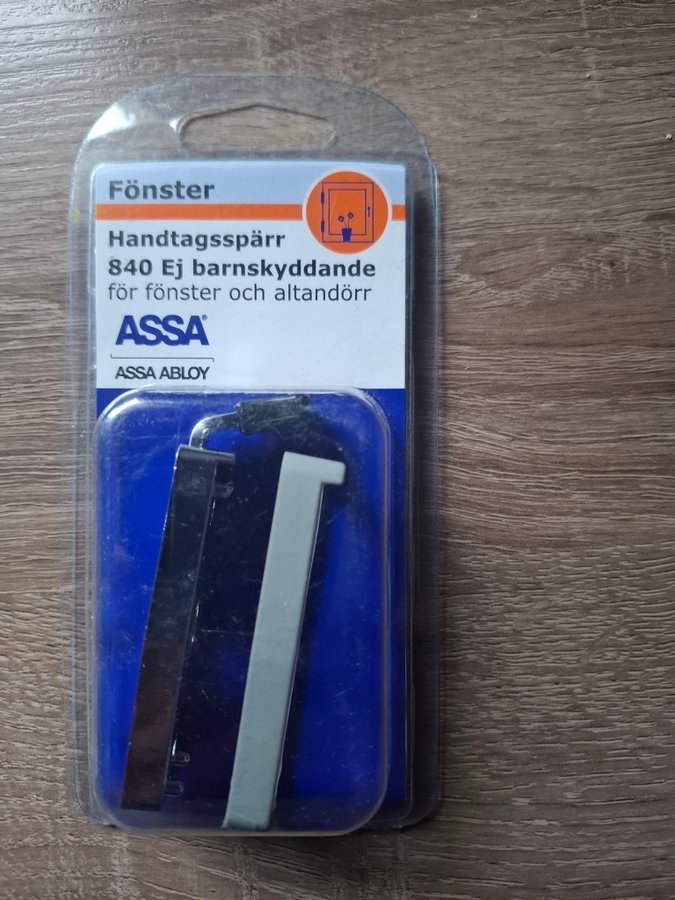 Fönster
Handtagsspärr
840 Ej barnskyddande
för fönster och altandörr
ASSA®
ASSA ABLOY